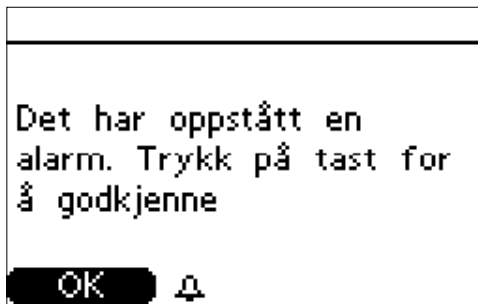 Det har oppstått en
alarm. Trykk på tast for
å godkjenne
OK